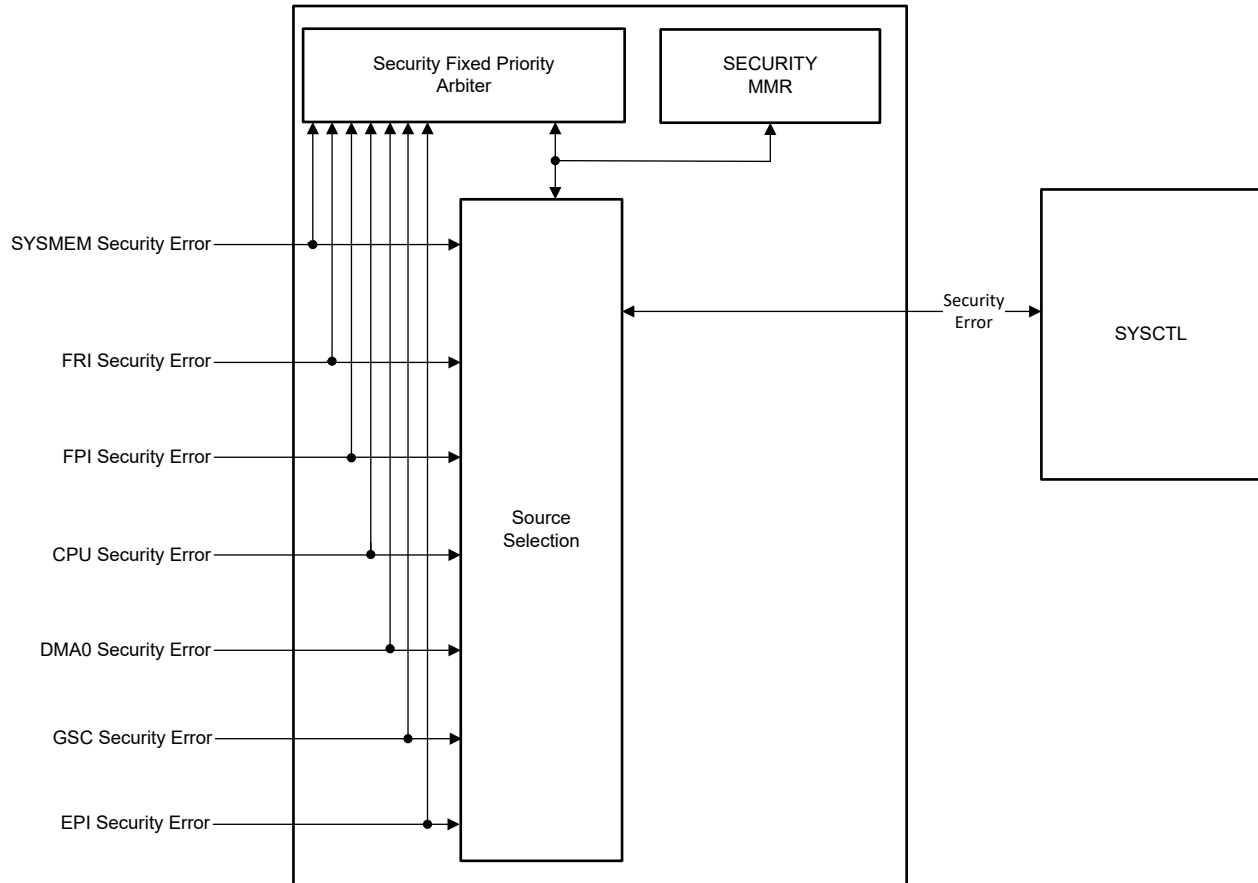 Security Fixed Priority
Arbiter
SECURITY
MMR
SYSMEM Security Error
FRI Security Error
FPI Security Error
CPU Security Error
DMA0 Security Error
GSC Security Error
EPI Security Error
Source
Selection
Security
Error
SYSCTL